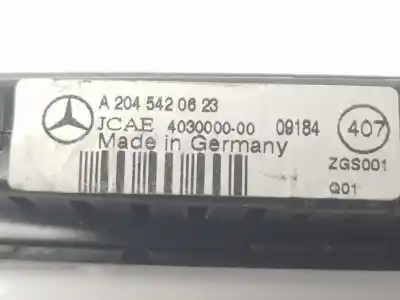 A 204 542 06 23
JCAE 4030000-00 09184 407
Made in Germany
ZGS001
Q01